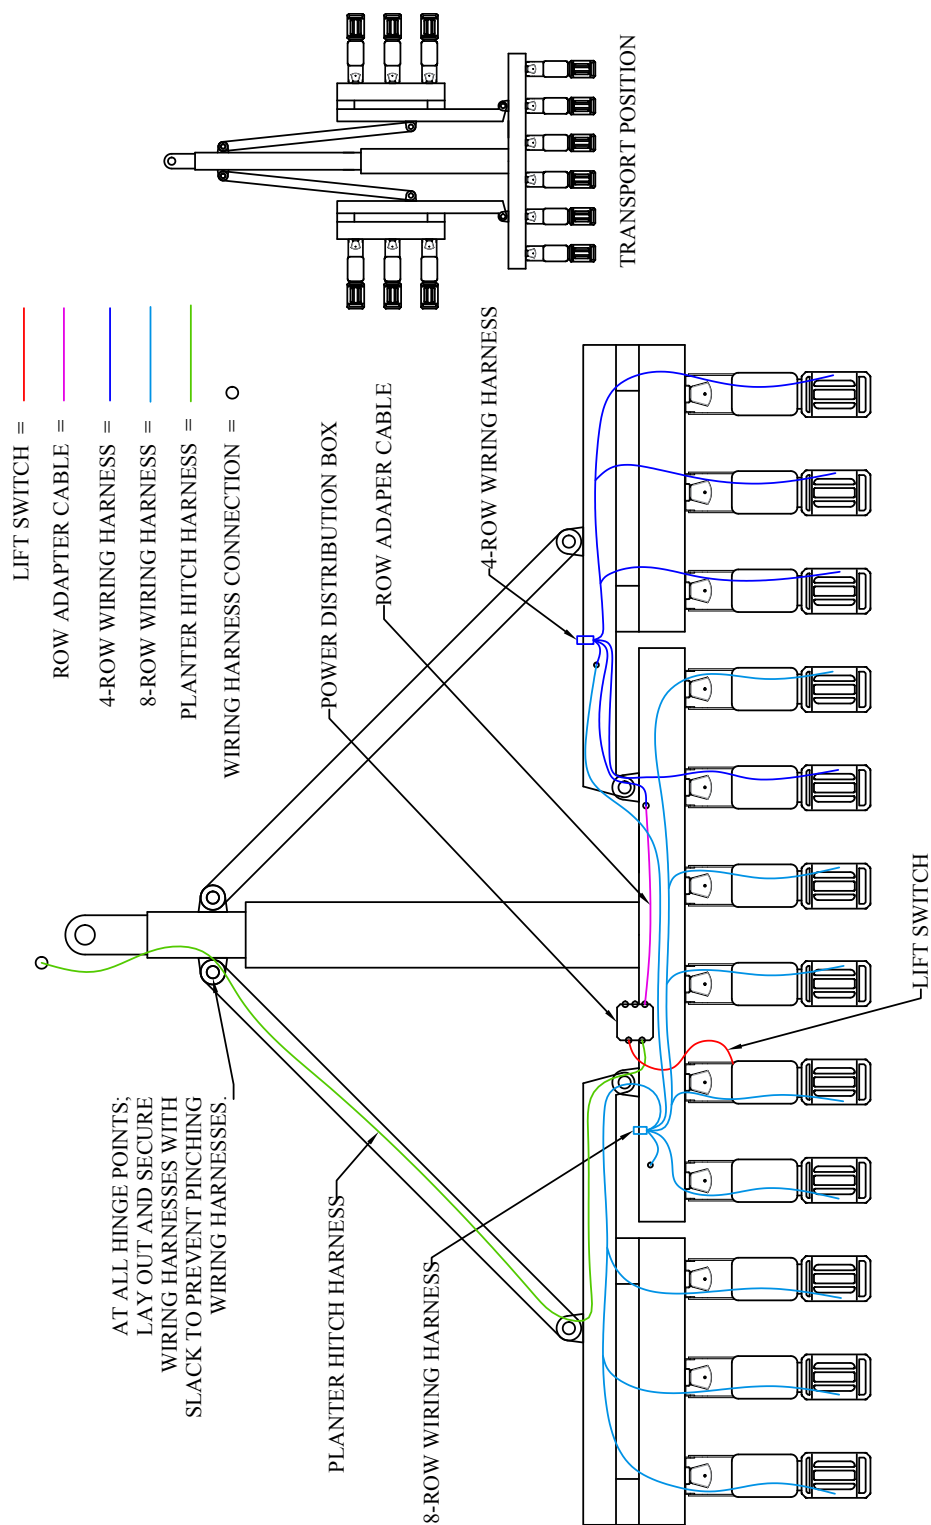 LIFT SWITCH =
ROW ADAPTER CABLE =
4-ROW WIRING HARNESS =
8-ROW WIRING HARNESS =
PLANTER HITCH HARNESS =
WIRING HARNESS CONNECTION =
TRANSPORT POSITION
AT ALL HINGE POINTS;
LAY OUT AND SECURE
WIRING HARNESSES WITH
SLACK TO PREVENT PINCHING
WIRING HARNESSES.
PLANTER HITCH HARNESS
8-ROW WIRING HARNESS
POWER DISTRIBUTION BOX
ROW ADAPER CABLE
4-ROW WIRING HARNESS
LIFT SWITCH